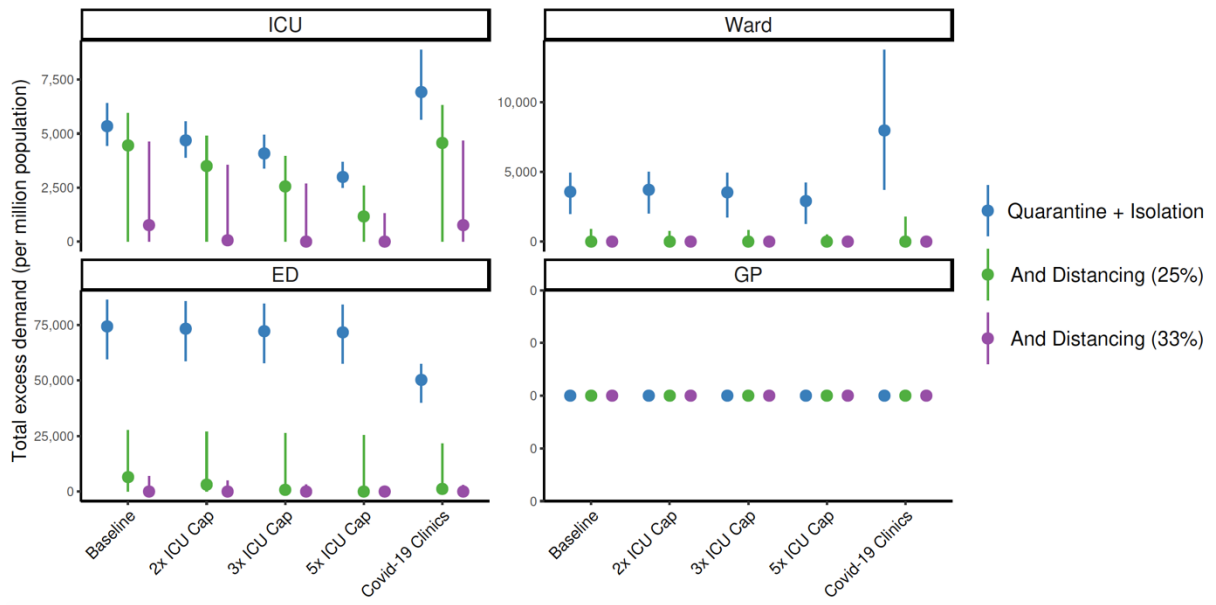 ICU
Ward
Total excess demand (per million population)
7,500
5,000
2,500
0
10,000
5,000
0
ED
GP
75,000
50,000
25,000
0
0
0
0
0
0
Baseline
2x ICU Cap
3x ICU Cap
5x ICU Cap
Covid-19 Clinics
Baseline
2x ICU Cap
3x ICU Cap
5x ICU Cap
Covid-19 Clinics
Quarantine + Isolation
And Distancing (25%)
And Distancing (33%)